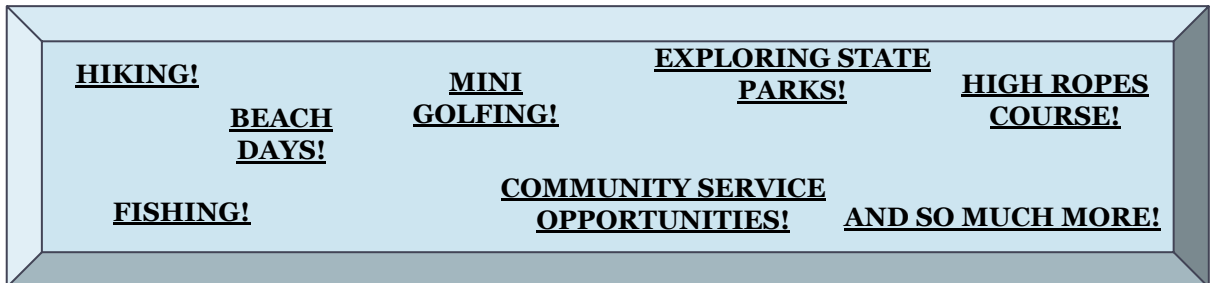 HIKING!
BEACH
DAYS!
MINI
GOLFING!
EXPLORING STATE
PARKS!
HIGH ROPES
COURSE!
FISHING!
COMMUNITY SERVICE
OPPORTUNITIES!
AND SO MUCH MORE!